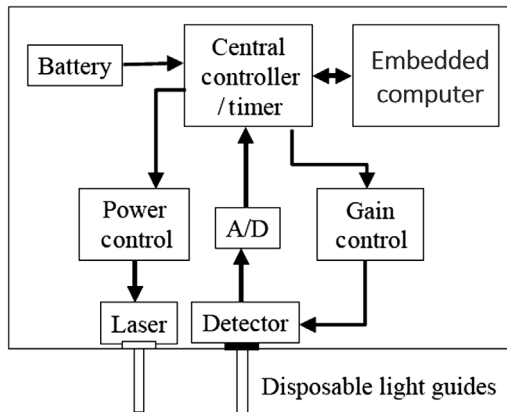 Battery
Central
controller
/timer
Embedded
computer
Power
control
A/D
Gain
control
Laser
Detector
Disposable light guides